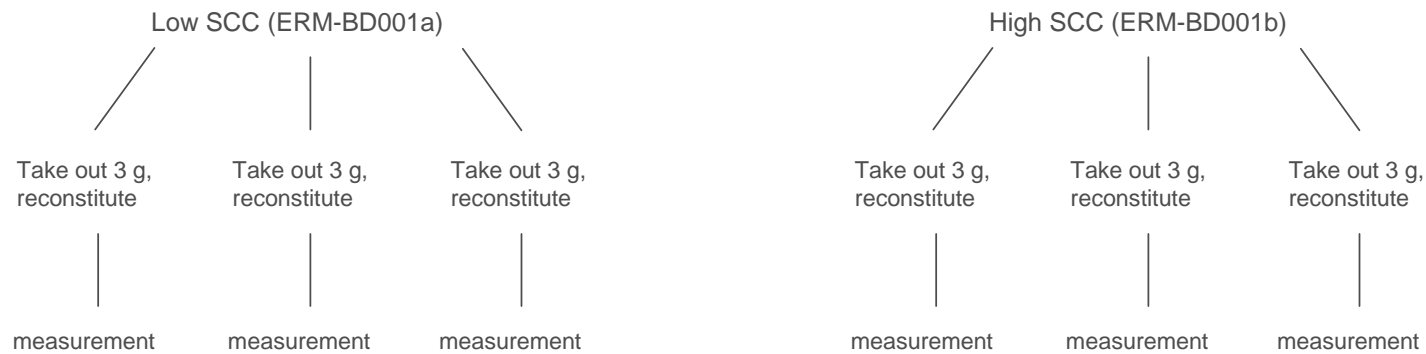 Low SCC (ERM-BD001a)
High SCC (ERM-BD001b)
Take out 3 g,
reconstitute
Take out 3 g,
reconstitute
Take out 3 g,
reconstitute
Take out 3 g,
reconstitute
Take out 3 g,
reconstitute
Take out 3 g,
reconstitute
measurement
measurement
measurement
measurement
measurement
measurement